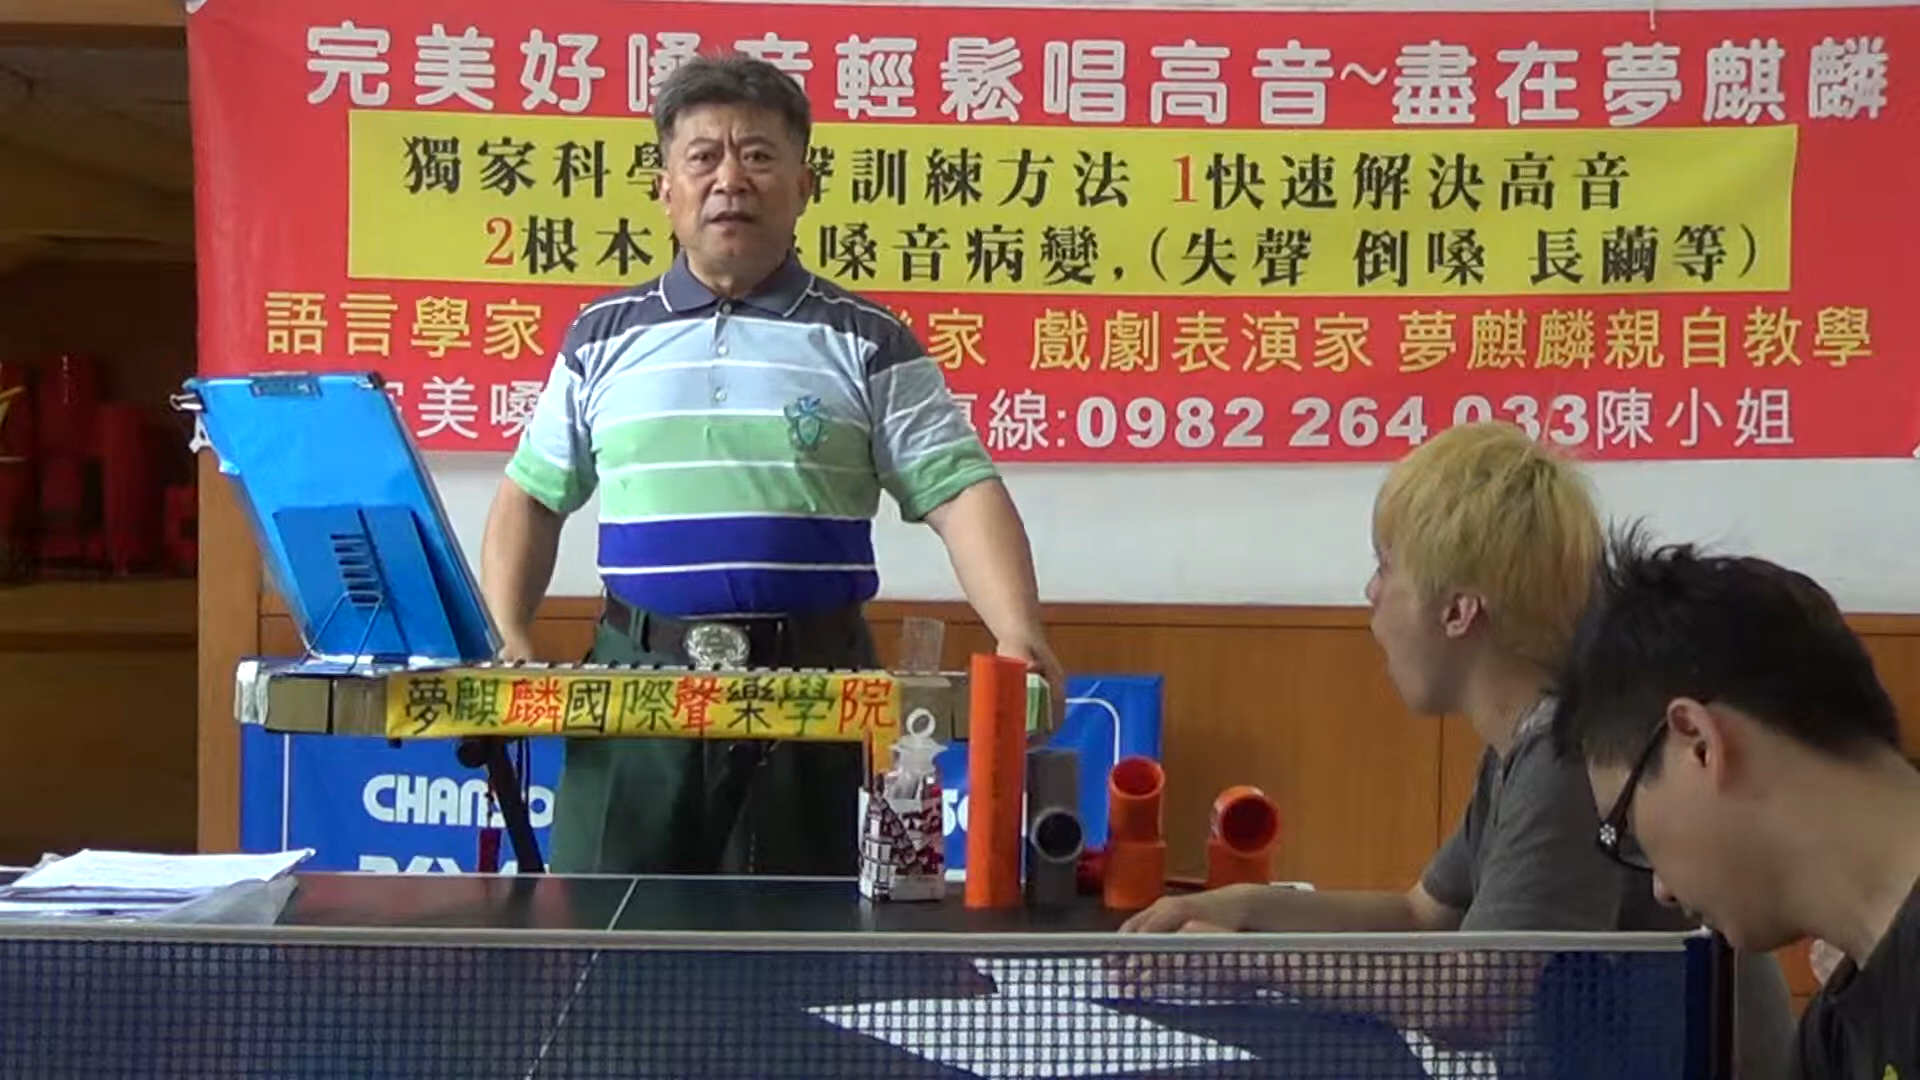 完美好嗓音輕鬆唱高音~盡在夢麒麟
獨家科學 聲訓練方法 1快速解決高音
2根本 嗓音病變,(失聲 倒嗓 長繭等)
語言學家 家 戲劇表演家 夢麒麟親自教學
美嗓 專線:0982 264 033陳小姐
夢麒麟國際聲樂學院
CHANSO